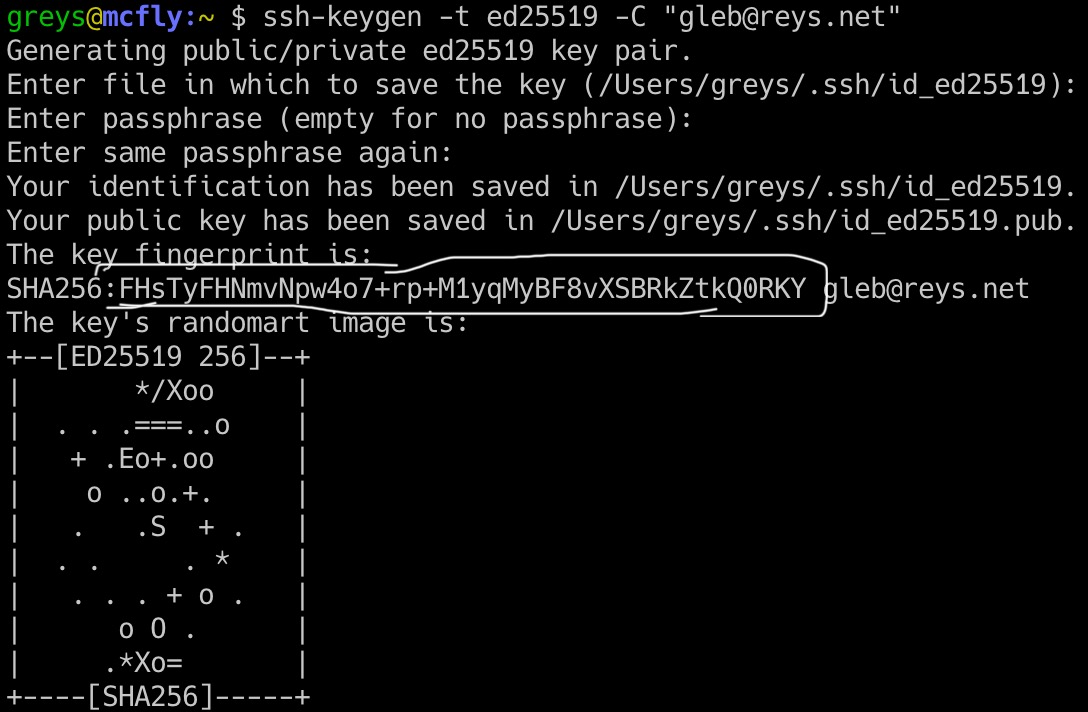 greys@mcfly:~ $ ssh-keygen -t ed25519 -C "gleb@reys.net"
Generating public/private ed25519 key pair.
Enter file in which to save the key (/Users/greys/.ssh/id_ed25519):
Enter passphrase (empty for no passphrase):
Enter same passphrase again:
Your identification has been saved in /Users/greys/.ssh/id_ed25519.
Your public key has been saved in /Users/greys/.ssh/id_ed25519.pub.
The key fingerprint is:
SHA256:FHsTyFHNmvNpw4o7+rp+M1yqMyBF8vXSBRkZtkQ0RKY gleb@reys.net
The key's randomart image is:
+--[ED25519 256]--+
|       */Xoo     |
|  . . .===..o    |
|   + .Eo+.oo     |
|    o ..o.+.     |
|   .   .S  + .   |
|  . .     . *    |
|   . . . + o .   |
|      o O .      |
|     .*Xo=       |
+----[SHA256]-----+